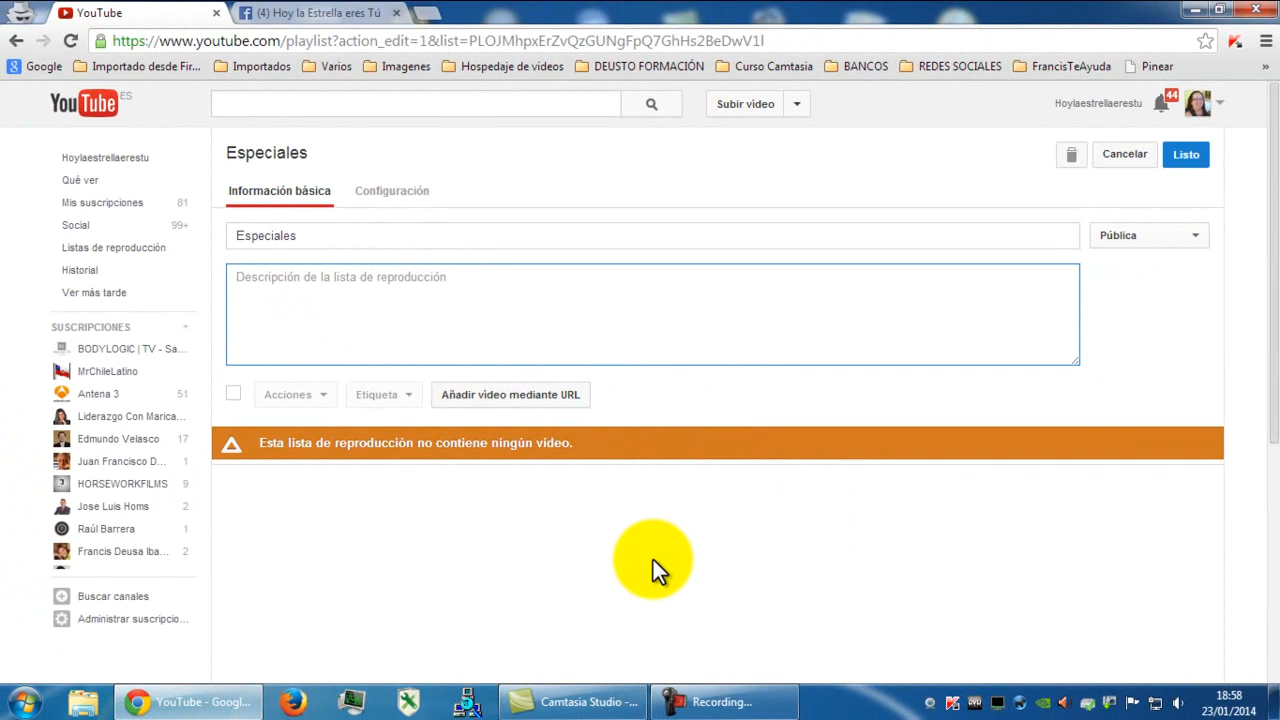 YouTube
(4) Hoy la Estrella eres Tú
https://www.youtube.com/playlist?action_edit=1&list=PLOJMhpxErZxQzGUNgFpQ7GhHs2BeDwV1l
Google
Importado desde Fir...
Importados
Varios
Imagenes
Hospedaje de videos
DEUSTO FORMACIÓN
Curso Camtasia
BANCOS
REDES SOCIALES
FrancisTeAyuda
Pinear
»
YouTube ES
Subir vídeo
Hoylaestrellaerestu
44
Hoylaestrellaerestu
Qué ver
Mis suscripciones 81
Social 99+
Listas de reproducción
Historial
Ver más tarde
SUSCRIPCIONES
BODYLOGIC | TV - Sa...
MrChileLatino
Antena 3 51
Liderazgo Con Marica...
Edmundo Velasco 17
Juan Francisco D... 1
HORSEWORKFILMS 9
Jose Luis Homs 2
Raúl Barrera 1
Francis Deusa Iba... 2
Buscar canales
Administrar suscripcio...
Especiales
Cancelar
Listo
Información básica
Configuración
Especiales
Pública
Descripción de la lista de reproducción
Acciones
Etiqueta
Añadir vídeo mediante URL
Esta lista de reproducción no contiene ningún vídeo.
YouTube - Googl...
Camtasia Studio -...
Recording...
18:58
23/01/2014